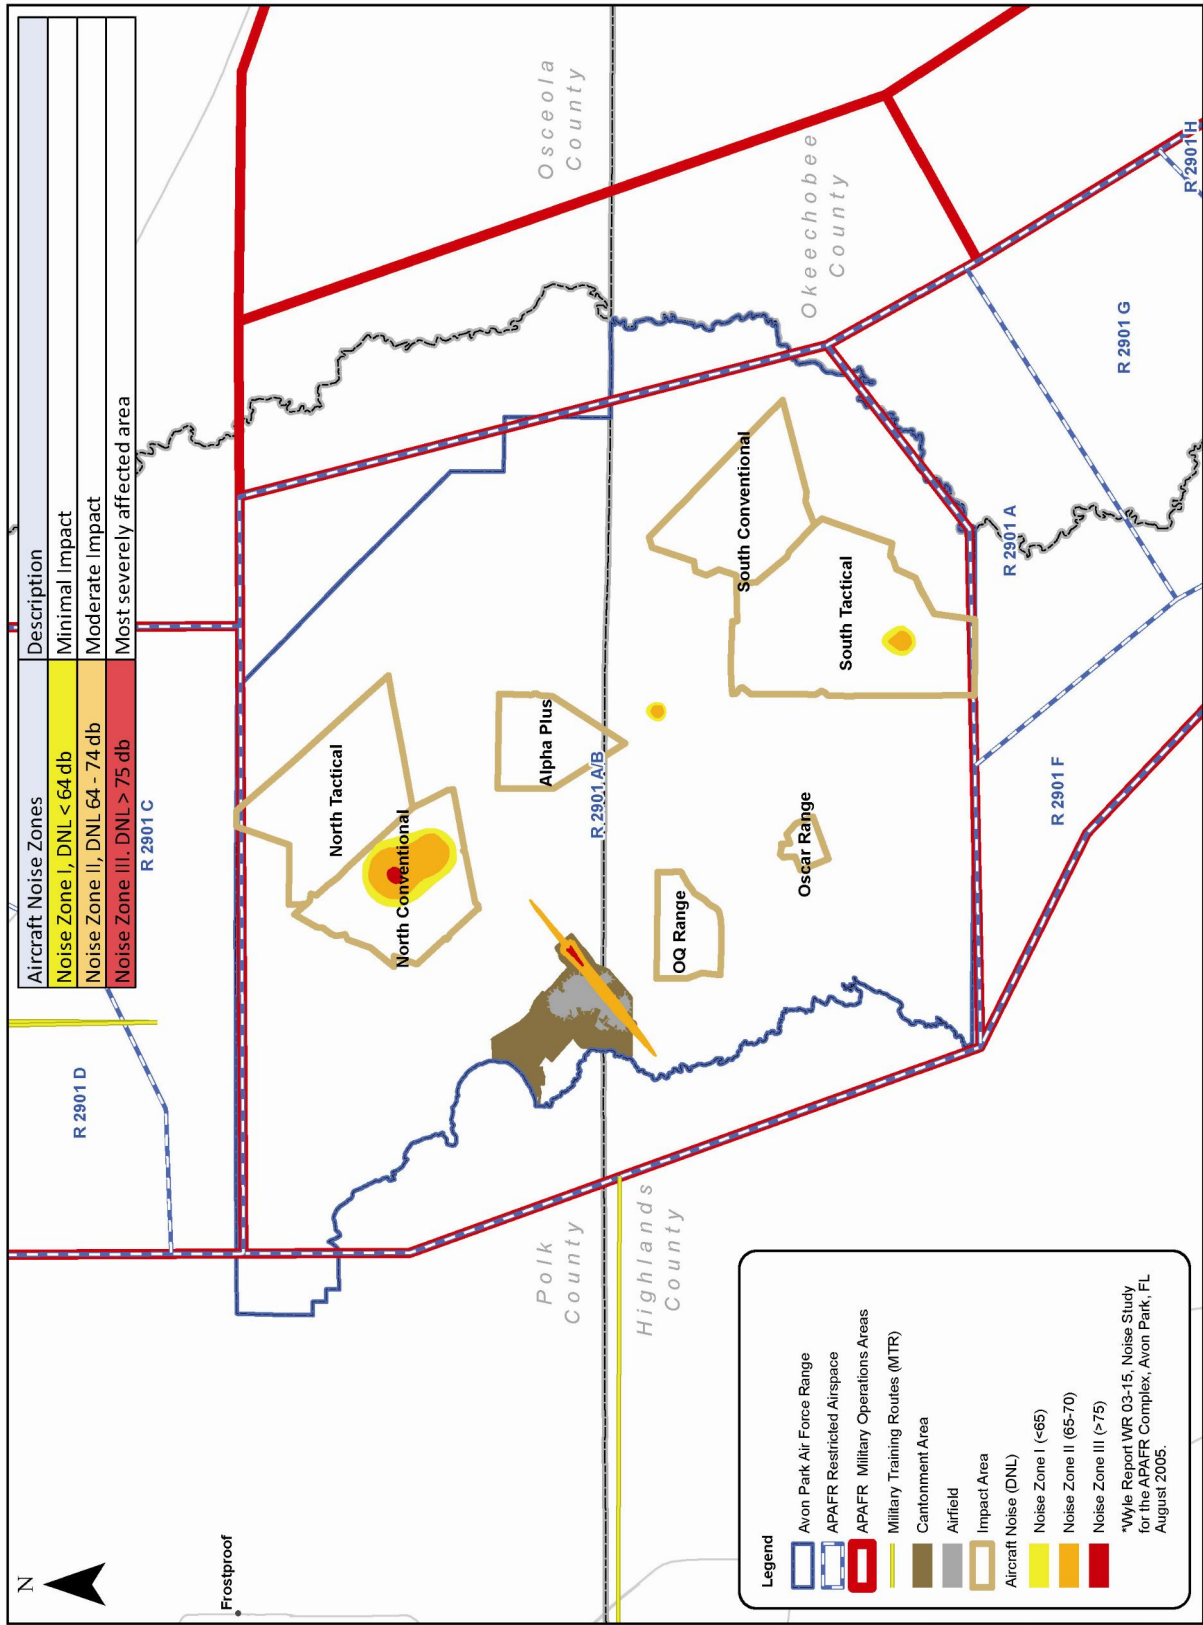 Aircraft Noise Zones	Description
Noise Zone I, DNL < 64 db	Minimal Impact
Noise Zone II, DNL 64 - 74 db	Moderate Impact
Noise Zone III. DNL > 75 db	Most severely affected area
N
Frostproof
R 2901 D
R 2901 C
North Tactical
North Conventional
Alpha Plus
R 2901 A/B
Polk
County
Highlands
County
Osceola
County
Okeechobee
County
OQ Range
Oscar Range
South Conventional
South Tactical
R 2901 A
R 2901 F
R 2901 G
R 2901 H
Legend
Avon Park Air Force Range
APAFR Restricted Airspace
APAFR Military Operations Areas
Military Training Routes (MTR)
Cantonment Area
Airfield
Impact Area
Aircraft Noise (DNL)
Noise Zone I (<65)
Noise Zone II (65-70)
Noise Zone III (>75)
*Wyle Report WR 03-15, Noise Study
for the APAFR Complex, Avon Park, FL
August 2005.